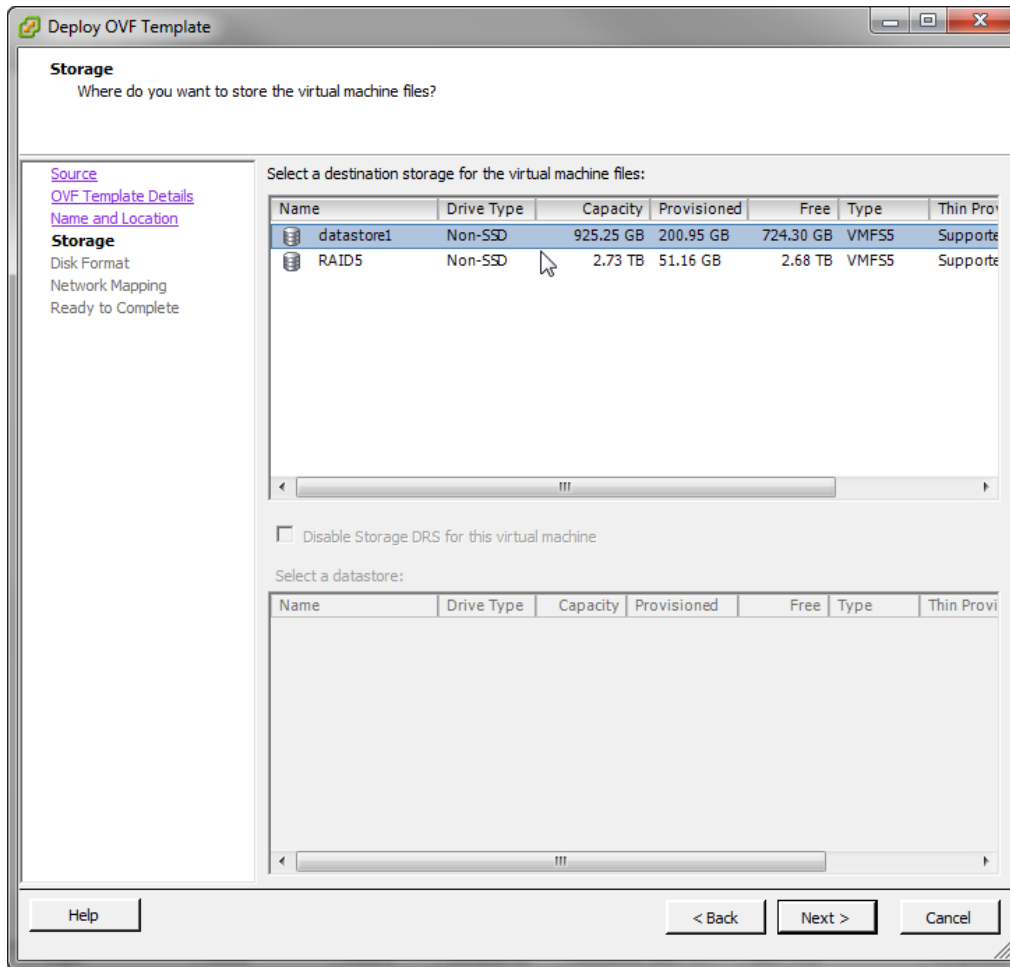 Deploy OVF Template
Storage
Where do you want to store the virtual machine files?
Source
OVF Template Details
Name and Location
Storage
Disk Format
Network Mapping
Ready to Complete
Select a destination storage for the virtual machine files:
Name Drive Type Capacity Provisioned Free Type Thin Prov
datastore1 Non-SSD 925.25 GB 200.95 GB 724.30 GB VMFS5 Supporte
RAID5 Non-SSD 2.73 TB 51.16 GB 2.68 TB VMFS5 Supporte
Disable Storage DRS for this virtual machine
Select a datastore:
Name Drive Type Capacity Provisioned Free Type Thin Provi
Help < Back Next > Cancel